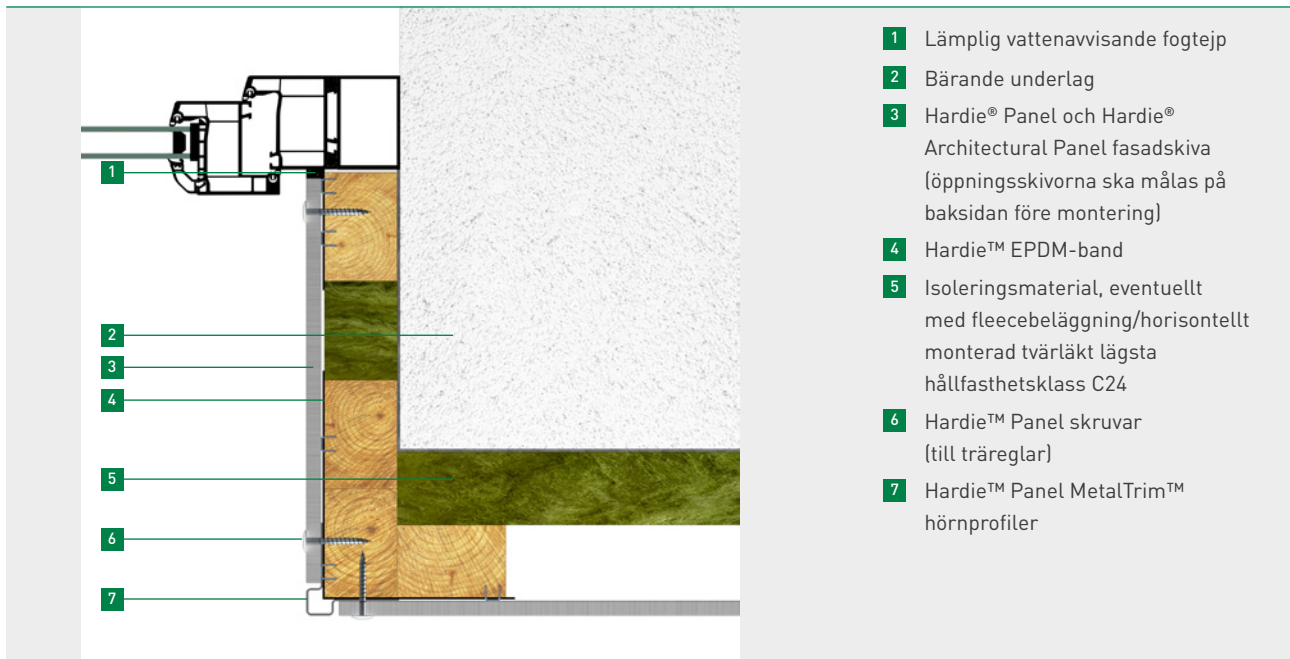 1 Lämplig vattenavvisande fogtejp
2 Bärande underlag
3 Hardie® Panel och Hardie®
Architectural Panel fasadskiva
(öppningsskivorna ska målas på
baksidan före montering)
4 Hardie™ EPDM-band
5 Isoleringsmaterial, eventuellt
med fleecebeläggning/horisontellt
monterad tvärläkt lägsta
hållfasthetsklass C24
6 Hardie™ Panel skruvar
(till träreglar)
7 Hardie™ Panel MetalTrim™
hörnprofiler
1
2
3
4
5
6
7